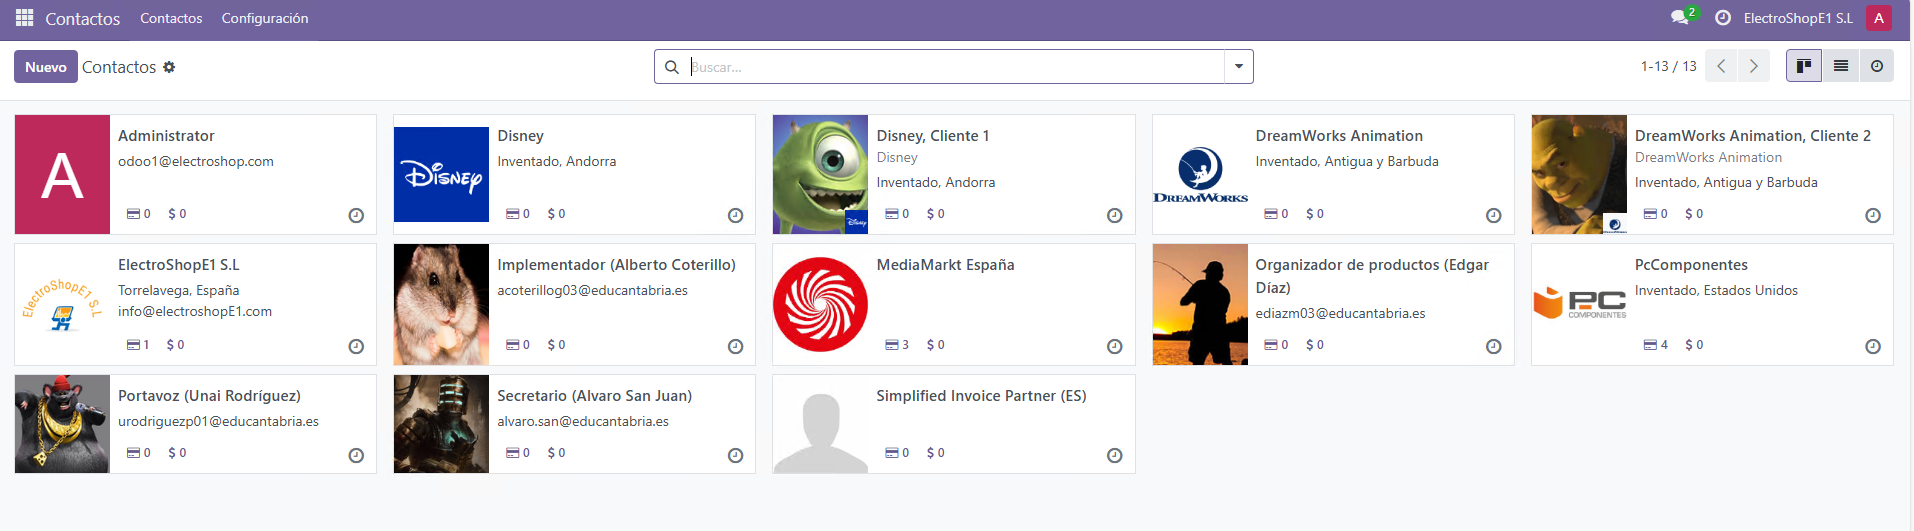 Contactos Contactos Configuración 2 ElectroShopE1 S.L A
Nuevo Contactos Buscar... 1-13 / 13
A
Administrator
odoo1@electroshop.com
0 $ 0
Disney
Disney
Inventado, Andorra
0 $ 0
Disney
Disney, Cliente 1
Disney
Inventado, Andorra
0 $ 0
DREAMWORKS
DreamWorks Animation
Inventado, Antigua y Barbuda
0 $ 0
DreamWorks Animation, Cliente 2
DreamWorks Animation
Inventado, Antigua y Barbuda
0 $ 0
ElectroShopE1 S.L
ElectroShopE1 S.L
Torrelavega, España
info@electroshopE1.com
1 $ 0
Implementador (Alberto Coterillo)
acoterillog03@educantabria.es
0 $ 0
MediaMarkt España
3 $ 0
Organizador de productos (Edgar
Díaz)
ediazm03@educantabria.es
0 $ 0
PC
COMPONENTES
PcComponentes
Inventado, Estados Unidos
4 $ 0
Portavoz (Unai Rodríguez)
urodriguezp01@educantabria.es
0 $ 0
Secretario (Alvaro San Juan)
alvaro.san@educantabria.es
0 $ 0
Simplified Invoice Partner (ES)
0 $ 0